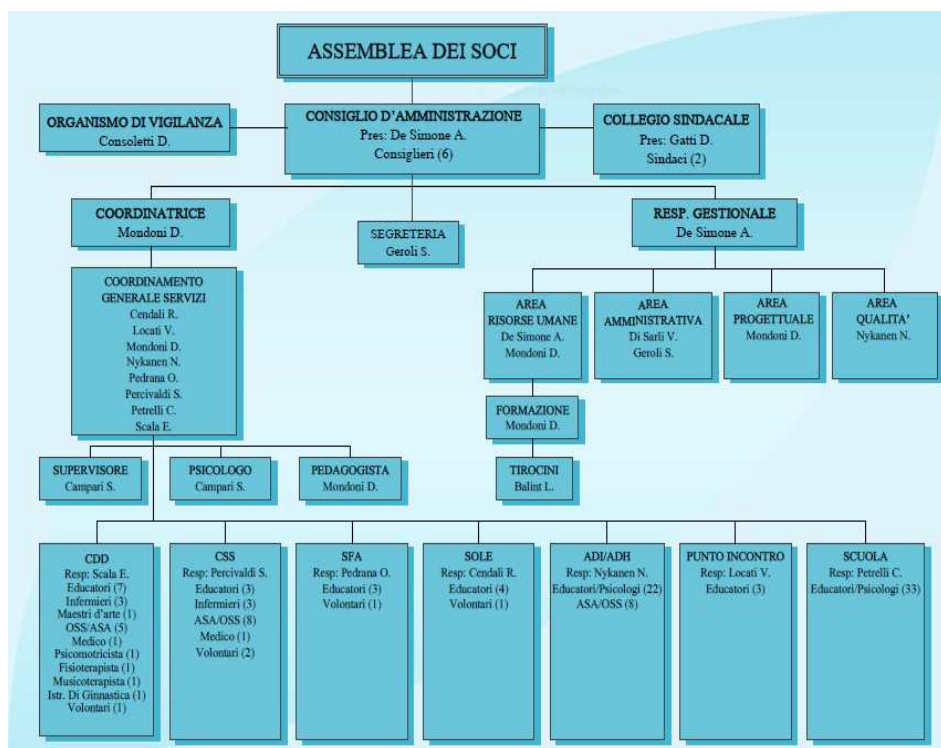 ASSEMBLEA DEI SOCI
ORGANISMO DI VIGILANZA
Consoletti D.
CONSIGLIO D'AMMINISTRAZIONE
Pres: De Simone A.
Consiglieri (6)
COLLEGIO SINDACALE
Pres: Gatti D.
Sindaci (2)
COORDINATRICE
Mondoni D.
SEGRETERIA
Geroli S.
RESP. GESTIONALE
De Simone A.
COORDINAMENTO
GENERALE SERVIZI
Cendali R.
Locati V.
Mondoni D.
Nykanen N.
Pedrana O.
Percivaldi S.
Petrelli C.
Scala E.
AREA
RISORSE UMANE
De Simone A.
Mondoni D.
AREA
AMMINISTRATIVA
Di Sarli V.
Geroli S.
AREA
PROGETTUALE
Mondoni D.
AREA
QUALITA'
Nykanen N.
FORMAZIONE
Mondoni D.
SUPERVISORE
Campari S.
PSICOLOGO
Campari S.
PEDAGOGISTA
Mondoni D.
TIROCINI
Balint L.
CDD
Resp: Scala E.
Educatori (7)
Infermieri (3)
Maestri d'arte (1)
OSS/ASA (5)
Medico (1)
Psicomotricista (1)
Fisioterapista (1)
Musicoterapista (1)
Istr. Di Ginnastica (1)
Volontari (1)
CSS
Resp: Percivaldi S.
Educatori (3)
Infermieri (3)
ASA/OSS (8)
Medico (1)
Volontari (2)
SFA
Resp: Pedrana O.
Educatori (3)
Volontari (1)
SOLE
Resp: Cendali R.
Educatori (4)
Volontari (1)
ADI/ADH
Resp: Nykanen N.
Educatori/Psicologi (22)
ASA/OSS (8)
PUNTO INCONTRO
Resp: Locati V.
Educatori (3)
SCUOLA
Resp: Petrelli C.
Educatori/Psicologi (33)